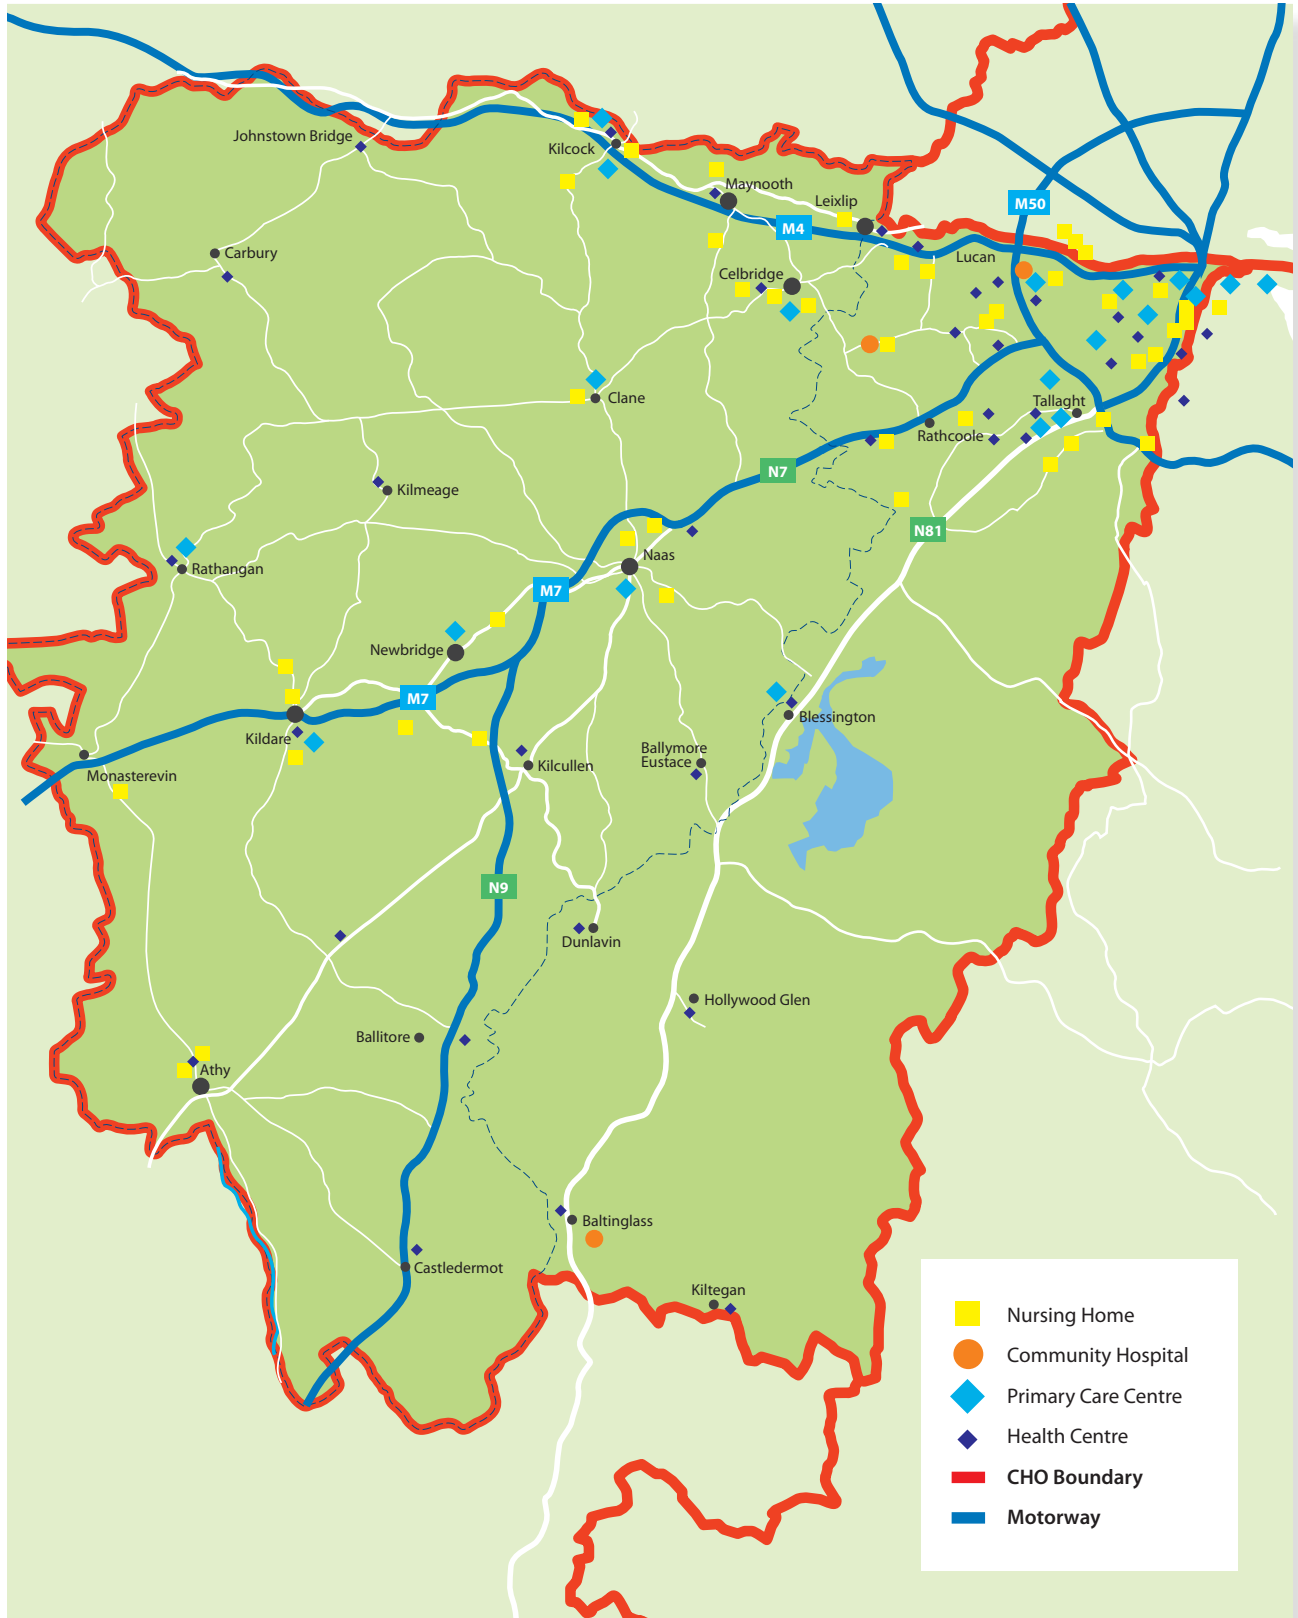 Johnstown Bridge
Kilcock
Maynooth
Leixlip
M50
M4
Carbury
Lucan
Celbridge
Clane
Tallaght
Rathcoole
N7
Kilmeage
N81
Naas
Rathangan
M7
Newbridge
M7
Kildare
Blessington
Ballymore
Eustace
Kilcullen
Monasterevin
N9
Dunlavin
Hollywood Glen
Ballitore
Athy
Baltinglass
Castledermot
Kiltegan
Nursing Home
Community Hospital
Primary Care Centre
Health Centre
CHO Boundary
Motorway